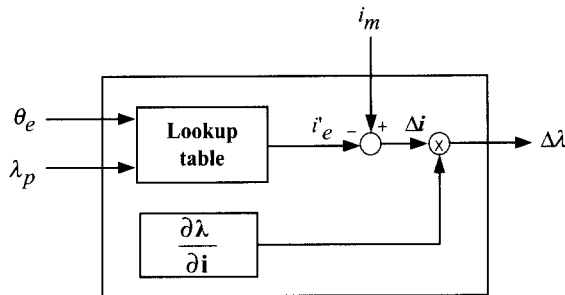 i_m
θ_e
λ_p
Lookup
table
i'_e
−
+
Δi
x
Δλ
∂λ
∂i